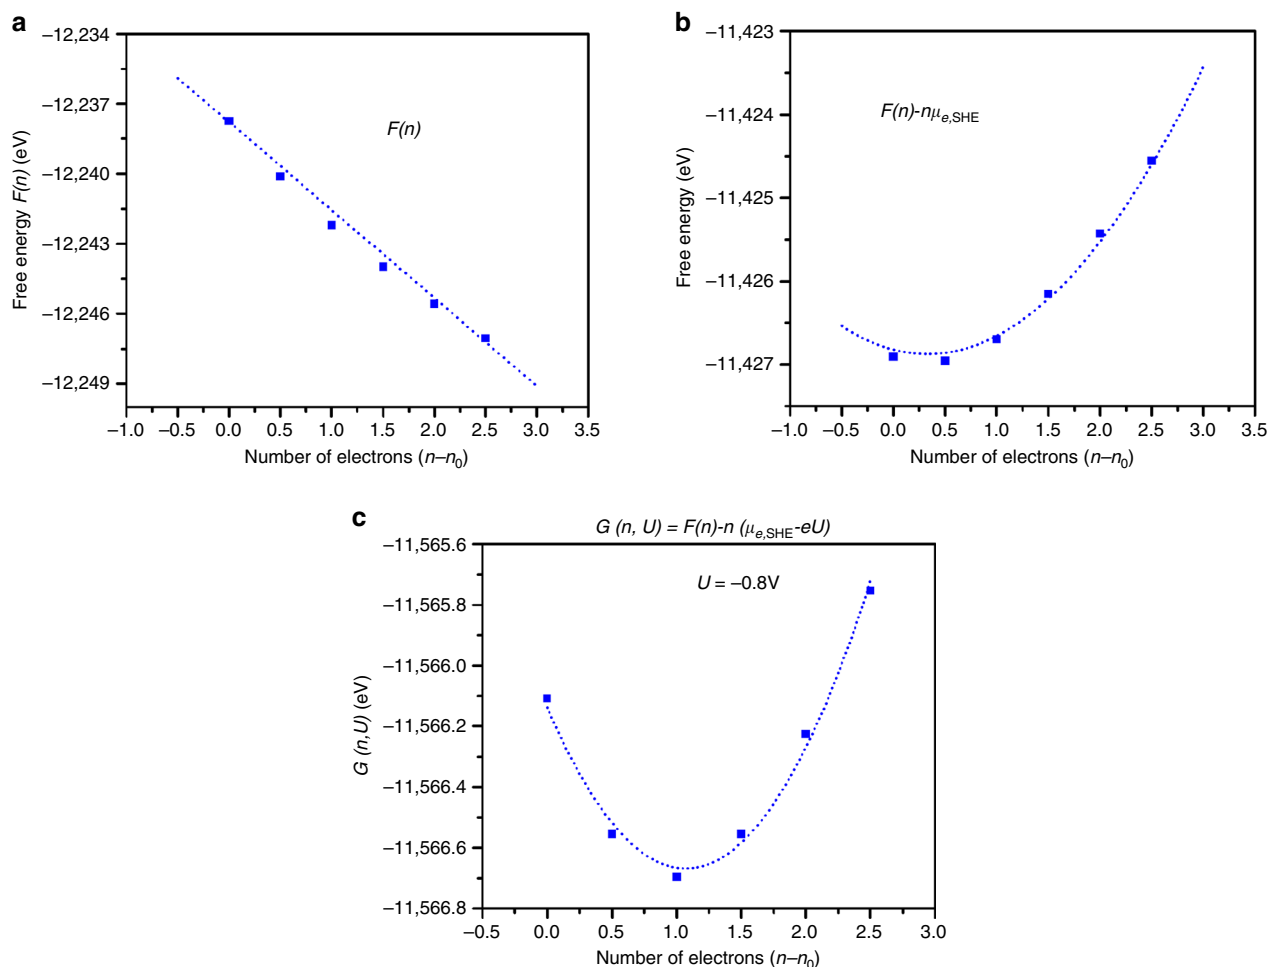 a
−12,234
−12,237
−12,240
−12,243
−12,246
−12,249
Free energy F(n) (eV)
F(n)
−1.0 −0.5 0.0 0.5 1.0 1.5 2.0 2.5 3.0 3.5
Number of electrons (n–n0)
b
−11,423
−11,424
−11,425
−11,426
−11,427
Free energy (eV)
F(n)-nμe,SHE
−1.0 −0.5 0.0 0.5 1.0 1.5 2.0 2.5 3.0 3.5
Number of electrons (n–n0)
c
G (n, U) = F(n)-n (μe,SHE-eU)
−11,565.6
−11,565.8
−11,566.0
−11,566.2
−11,566.4
−11,566.6
−11,566.8
G (n,U) (eV)
U = −0.8V
−0.5 0.0 0.5 1.0 1.5 2.0 2.5 3.0
Number of electrons (n–n0)